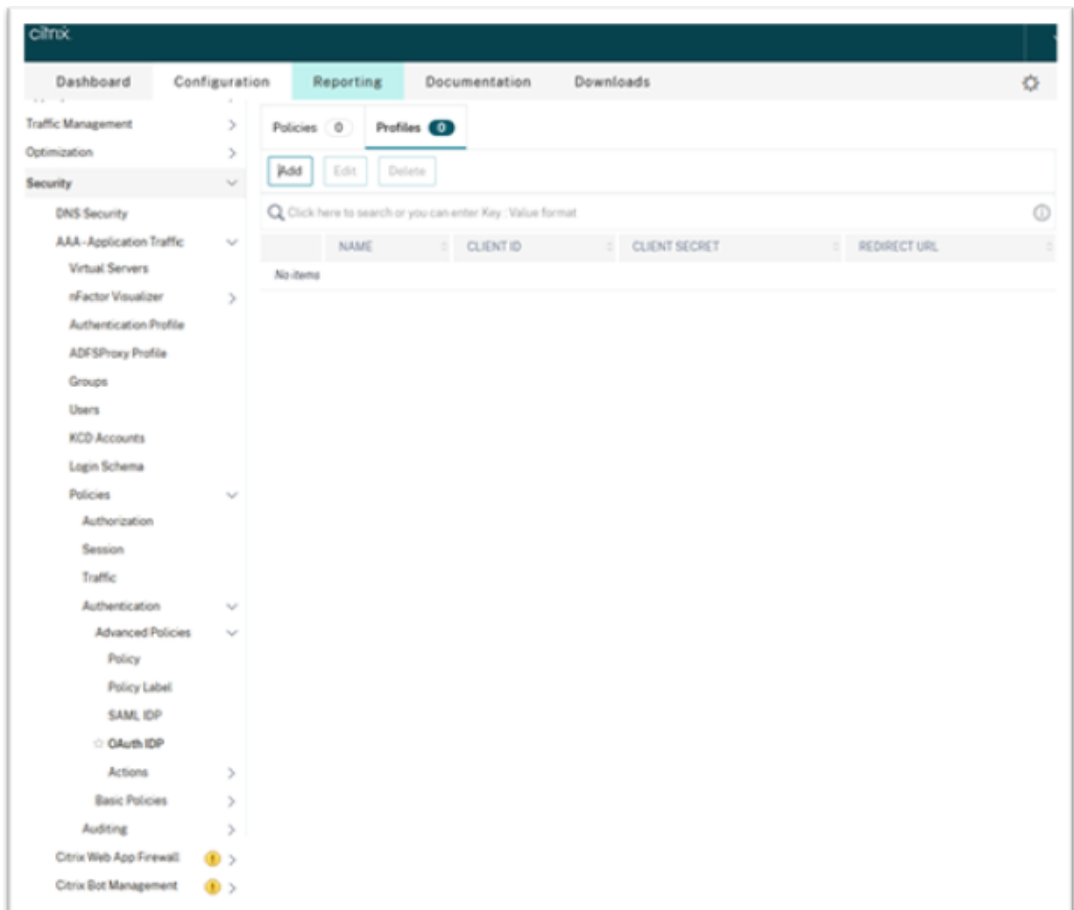 citrix
Dashboard Configuration Reporting Documentation Downloads
Traffic Management
Optimization
Security
DNS Security
AAA - Application Traffic
Virtual Servers
nFactor Visualizer
Authentication Profile
ADFSProxy Profile
Groups
Users
KCD Accounts
Login Schema
Policies
Authorization
Session
Traffic
Authentication
Advanced Policies
Policy
Policy Label
SAML IDP
OAuth IDP
Actions
Basic Policies
Auditing
Citrix Web App Firewall
Citrix Bot Management
Policies 0 Profiles 0
Add Edit Delete
Click here to search or you can enter Key : Value format
NAME CLIENT ID CLIENT SECRET REDIRECT URL
No items